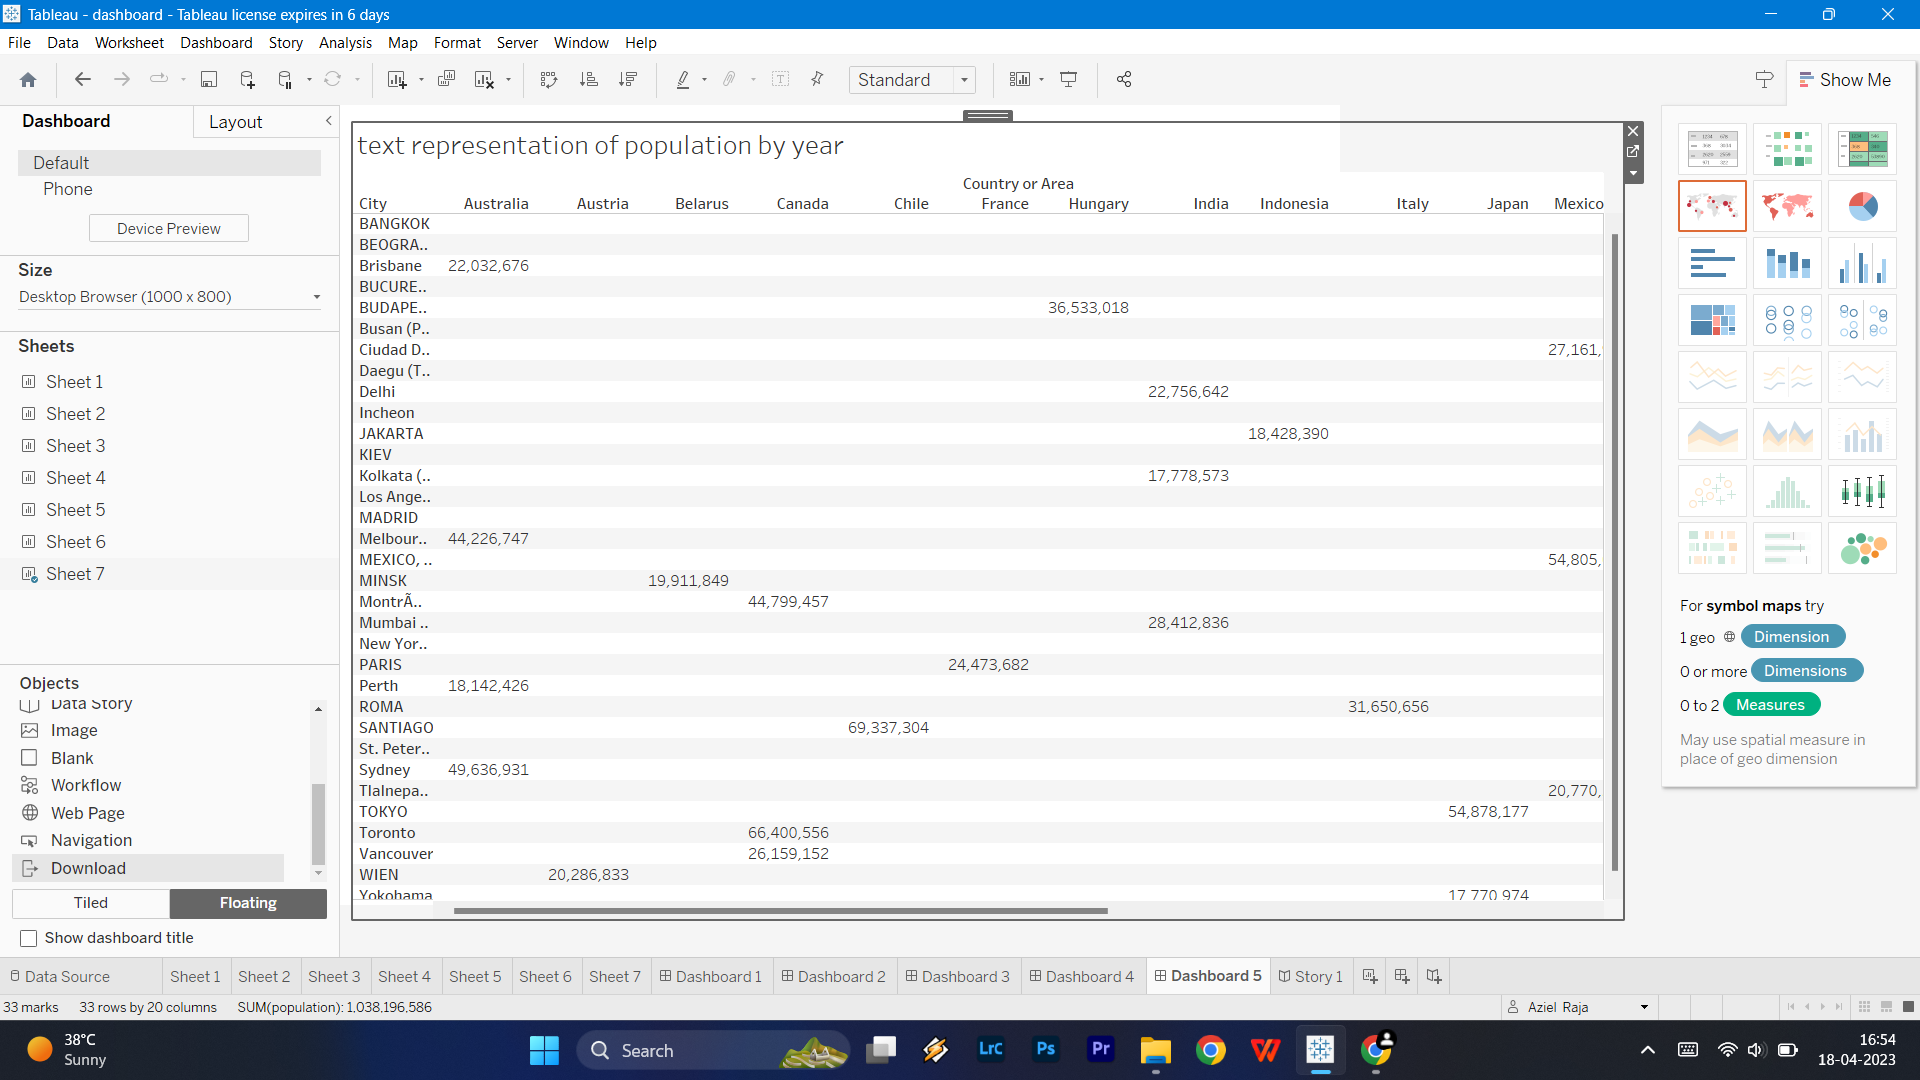 Tableau - dashboard - Tableau license expires in 6 days
File Data Worksheet Dashboard Story Analysis Map Format Server Window Help
Standard
Show Me
Dashboard Layout
Default
Phone
Device Preview
Size
Desktop Browser (1000 x 800)
Sheets
Sheet 1
Sheet 2
Sheet 3
Sheet 4
Sheet 5
Sheet 6
Sheet 7
Objects
Data Story
Image
Blank
Workflow
Web Page
Navigation
Download
Tiled Floating
Show dashboard title
text representation of population by year
Country or Area
City Australia Austria Belarus Canada Chile France Hungary India Indonesia Italy Japan Mexico
BANGKOK
BEOGRA..
Brisbane 22,032,676
BUCURE..
BUDAPE.. 36,533,018
Busan (P..
Ciudad D.. 27,161,
Daegu (T..
Delhi 22,756,642
Incheon
JAKARTA 18,428,390
KIEV
Kolkata (.. 17,778,573
Los Ange..
MADRID
Melbour.. 44,226,747
MEXICO, .. 54,805,
MINSK 19,911,849
MontrÃ.. 44,799,457
Mumbai .. 28,412,836
New Yor..
PARIS 24,473,682
Perth 18,142,426
ROMA 31,650,656
SANTIAGO 69,337,304
St. Peter..
Sydney 49,636,931
Tlalnepa.. 20,770,
TOKYO 54,878,177
Toronto 66,400,556
Vancouver 26,159,152
WIEN 20,286,833
Yokohama 17,770,974
For symbol maps try
1 geo Dimension
0 or more Dimensions
0 to 2 Measures
May use spatial measure in
place of geo dimension
Data Source Sheet 1 Sheet 2 Sheet 3 Sheet 4 Sheet 5 Sheet 6 Sheet 7 Dashboard 1 Dashboard 2 Dashboard 3 Dashboard 4 Dashboard 5 Story 1
33 marks 33 rows by 20 columns SUM(population): 1,038,196,586
Aziel Raja
38°C
Sunny
Search
LrC Ps Pr
16:54
18-04-2023